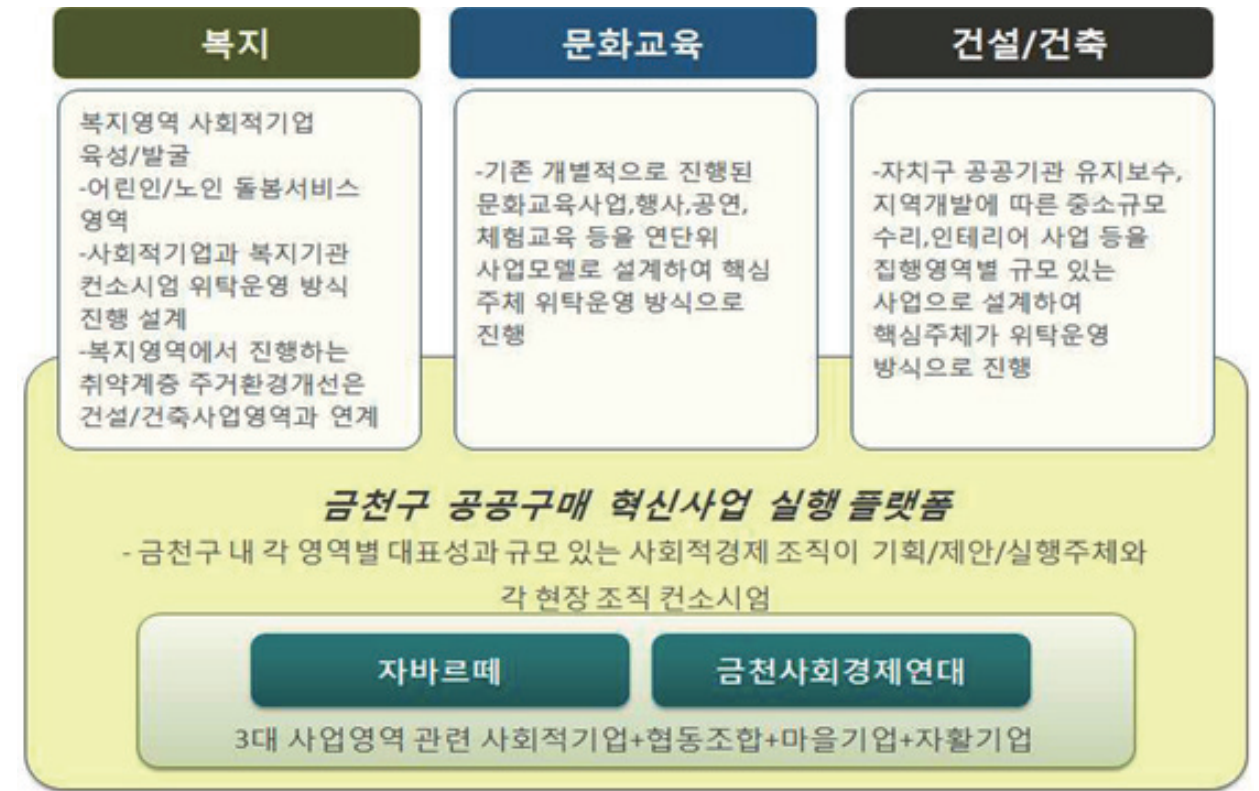 복지
복지영역 사회적기업
육성/발굴
-어린인/노인 돌봄서비스
영역
-사회적기업과 복지기관
컨소시엄 위탁운영 방식
진행 설계
-복지영역에서 진행하는
취약계층 주거환경개선은
건설/건축사업영역과 연계
문화교육
-기존 개별적으로 진행된
문화교육사업,행사,공연,
체험교육 등을 연단위
사업모델로 설계하여 핵심
주체 위탁운영 방식으로
진행
건설/건축
-자치구 공공기관 유지보수,
지역개발에 따른 중소규모
수리,인테리어 사업 등을
집행영역별 규모 있는
사업으로 설계하여
핵심주체가 위탁운영
방식으로 진행
금천구 공공구매 혁신사업 실행 플랫폼
- 금천구 내 각 영역별 대표성과 규모 있는 사회적경제 조직이 기획/제안/실행주체와
각 현장 조직 컨소시엄
자바르떼
금천사회경제연대
3대 사업영역 관련 사회적기업+협동조합+마을기업+자활기업